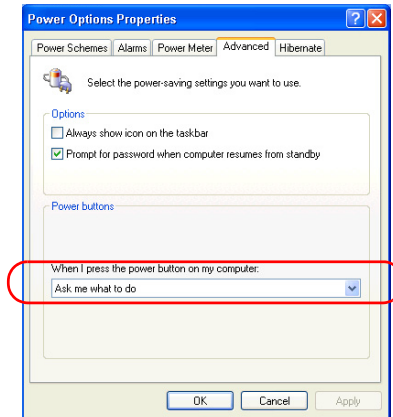 Power Options Properties
Power Schemes Alarms Power Meter Advanced Hibernate
Select the power-saving settings you want to use.
Options
Always show icon on the taskbar
Prompt for password when computer resumes from standby
Power buttons
When I press the power button on my computer:
Ask me what to do
OK Cancel Apply